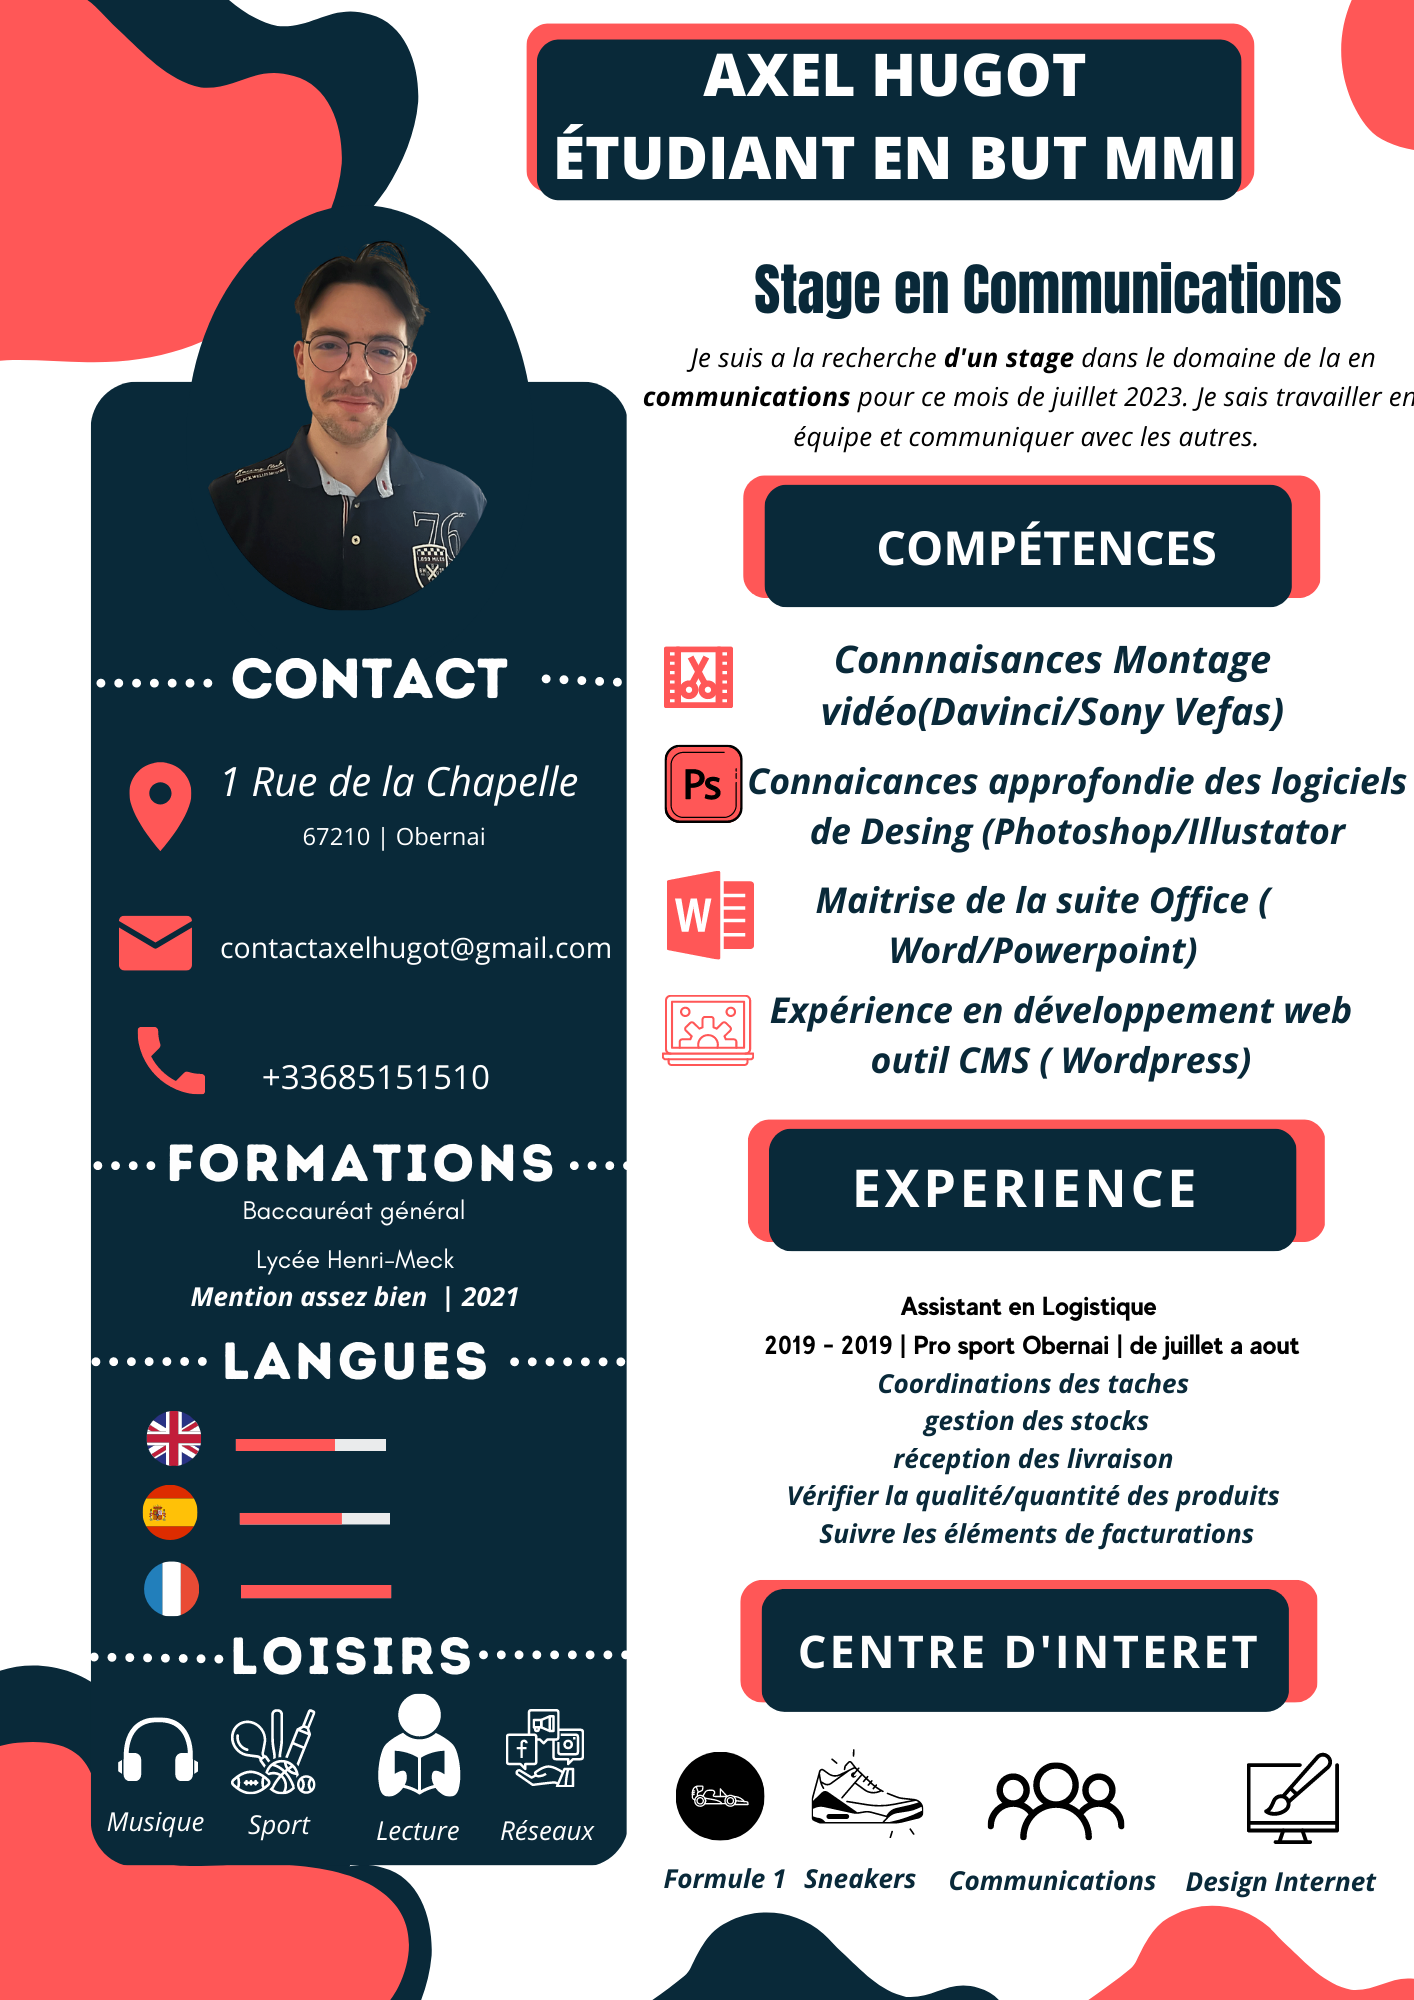 AXEL HUGOT
ÉTUDIANT EN BUT MMI
Stage en Communications
Je suis a la recherche d'un stage dans le domaine de la en
communications pour ce mois de juillet 2023. Je sais travailler en
équipe et communiquer avec les autres.
COMPÉTENCES
Connnaisances Montage
vidéo(Davinci/Sony Vefas)
Ps
Connaicances approfondie des logiciels
de Desing (Photoshop/Illustator
W
Maitrise de la suite Office (
Word/Powerpoint)
Expérience en développement web
outil CMS ( Wordpress)
EXPERIENCE
Assistant en Logistique
2019 - 2019 | Pro sport Obernai | de juillet a aout
Coordinations des taches
gestion des stocks
réception des livraison
Vérifier la qualité/quantité des produits
Suivre les éléments de facturations
CENTRE D'INTERET
Formule 1
Sneakers
Communications
Design Internet
76
CONTACT
1 Rue de la Chapelle
67210 | Obernai
contactaxelhugot@gmail.com
+33685151510
FORMATIONS
Baccauréat général
Lycée Henri-Meck
Mention assez bien | 2021
LANGUES
LOISIRS
Musique
Sport
Lecture
Réseaux